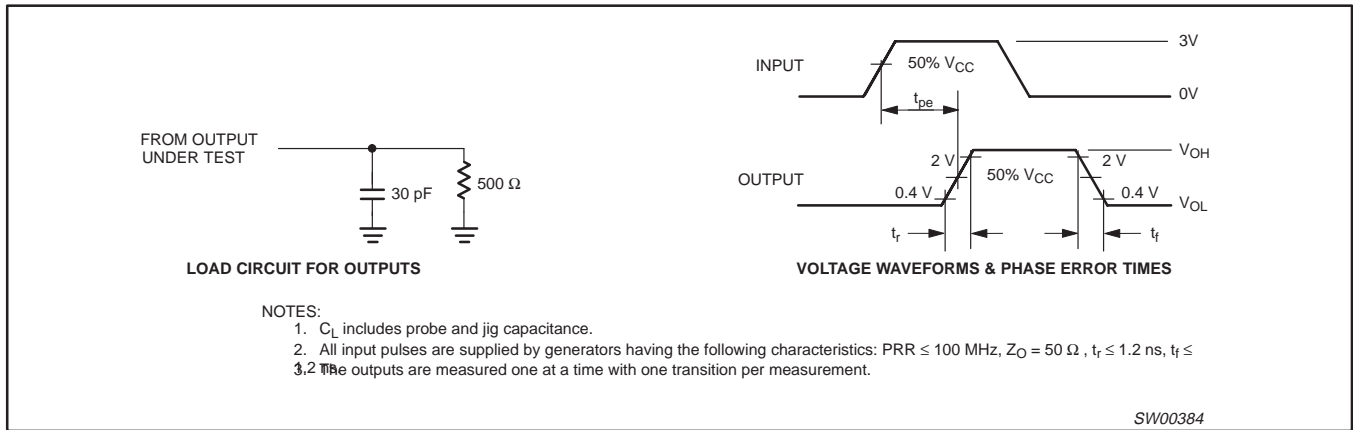 INPUT
50% VCC
3V
0V
tpe
FROM OUTPUT
UNDER TEST
30 pF
500 Ω
OUTPUT
2 V
0.4 V
50% VCC
2 V
0.4 V
VOH
VOL
tr
tf
LOAD CIRCUIT FOR OUTPUTS
VOLTAGE WAVEFORMS & PHASE ERROR TIMES
NOTES:
1. CL includes probe and jig capacitance.
2. All input pulses are supplied by generators having the following characteristics: PRR ≤ 100 MHz, ZO = 50 Ω , tr ≤ 1.2 ns, tf ≤
1.2 ns.
3. The outputs are measured one at a time with one transition per measurement.
SW00384